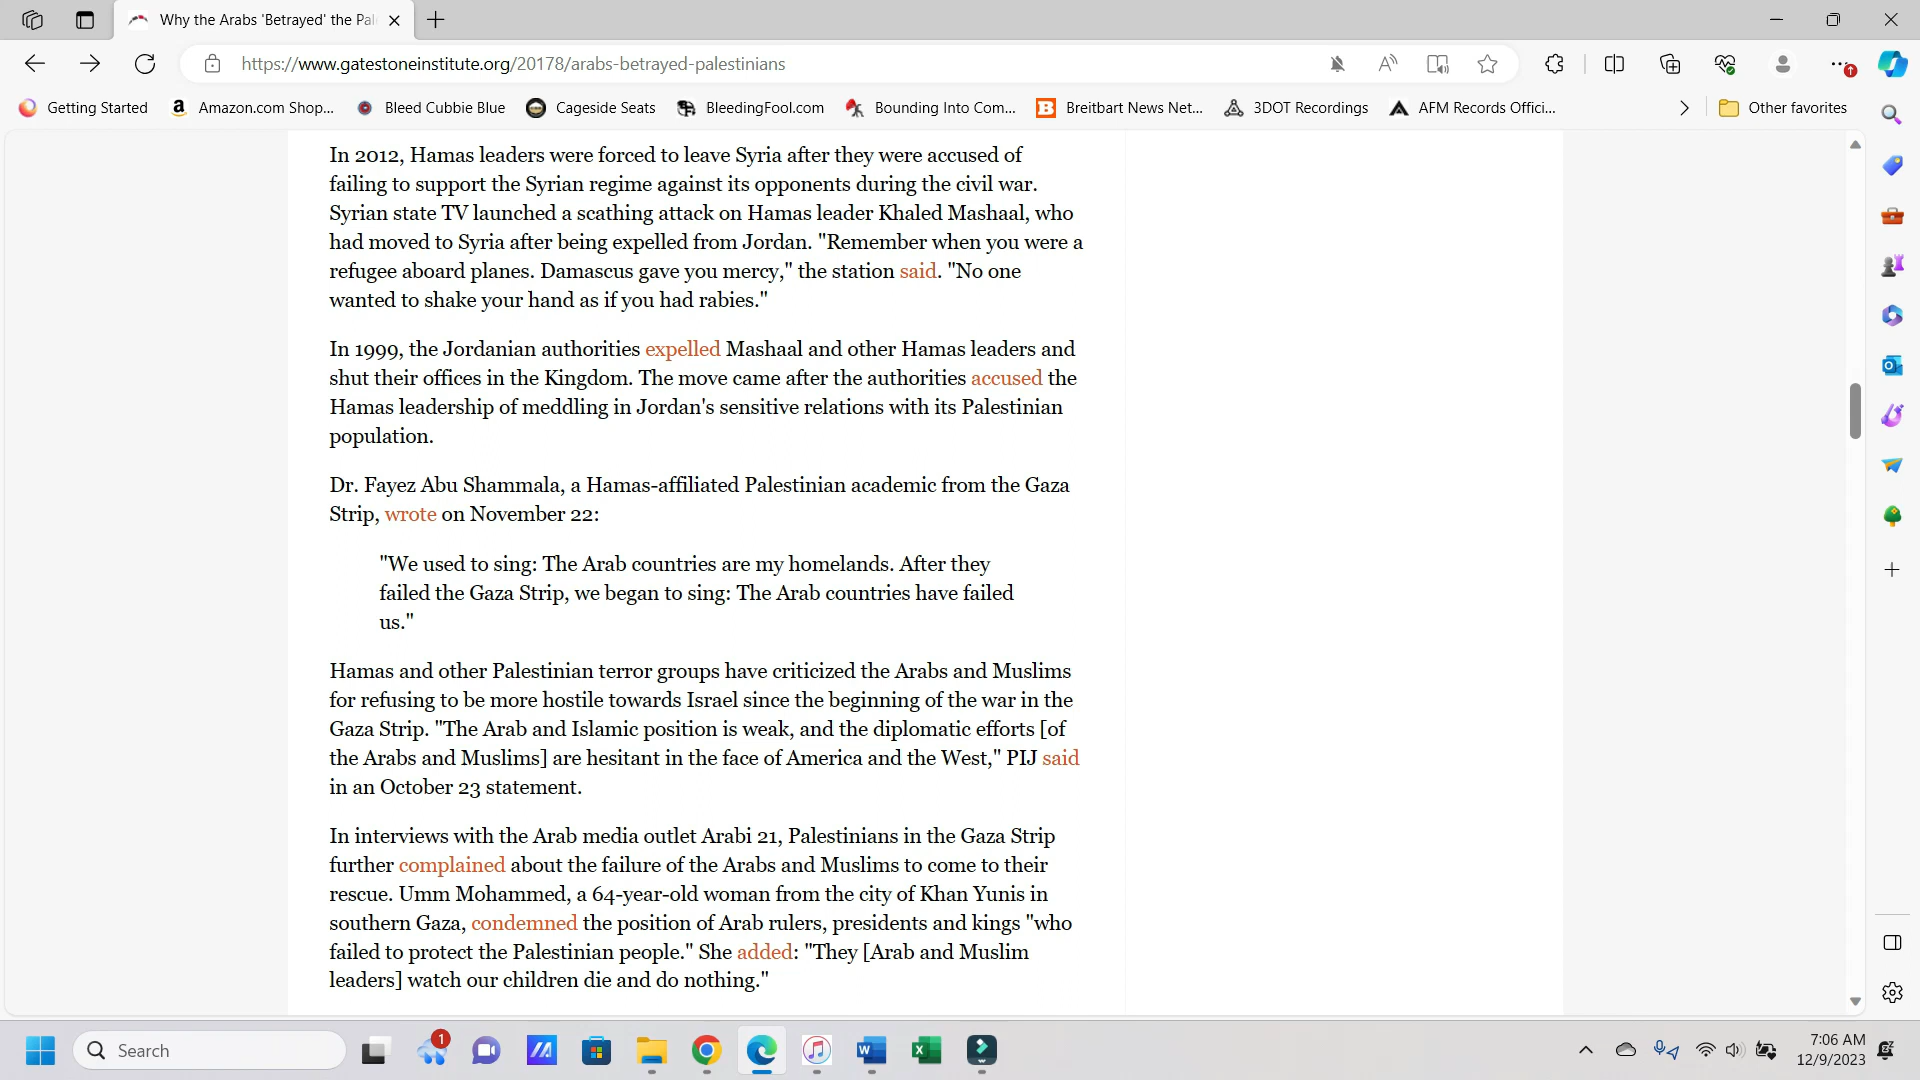 Why the Arabs 'Betrayed' the Pal
https://www.gatestoneinstitute.org/20178/arabs-betrayed-palestinians
Getting Started
Amazon.com Shop...
Bleed Cubbie Blue
Cageside Seats
BleedingFool.com
Bounding Into Com...
Breitbart News Net...
3DOT Recordings
AFM Records Offici...
Other favorites
In 2012, Hamas leaders were forced to leave Syria after they were accused of
failing to support the Syrian regime against its opponents during the civil war.
Syrian state TV launched a scathing attack on Hamas leader Khaled Mashaal, who
had moved to Syria after being expelled from Jordan. "Remember when you were a
refugee aboard planes. Damascus gave you mercy," the station said. "No one
wanted to shake your hand as if you had rabies."
In 1999, the Jordanian authorities expelled Mashaal and other Hamas leaders and
shut their offices in the Kingdom. The move came after the authorities accused the
Hamas leadership of meddling in Jordan's sensitive relations with its Palestinian
population.
Dr. Fayez Abu Shammala, a Hamas-affiliated Palestinian academic from the Gaza
Strip, wrote on November 22:
"We used to sing: The Arab countries are my homelands. After they
failed the Gaza Strip, we began to sing: The Arab countries have failed
us."
Hamas and other Palestinian terror groups have criticized the Arabs and Muslims
for refusing to be more hostile towards Israel since the beginning of the war in the
Gaza Strip. "The Arab and Islamic position is weak, and the diplomatic efforts [of
the Arabs and Muslims] are hesitant in the face of America and the West," PIJ said
in an October 23 statement.
In interviews with the Arab media outlet Arabi 21, Palestinians in the Gaza Strip
further complained about the failure of the Arabs and Muslims to come to their
rescue. Umm Mohammed, a 64-year-old woman from the city of Khan Yunis in
southern Gaza, condemned the position of Arab rulers, presidents and kings "who
failed to protect the Palestinian people." She added: "They [Arab and Muslim
leaders] watch our children die and do nothing."
Search
1
7:06 AM
12/9/2023